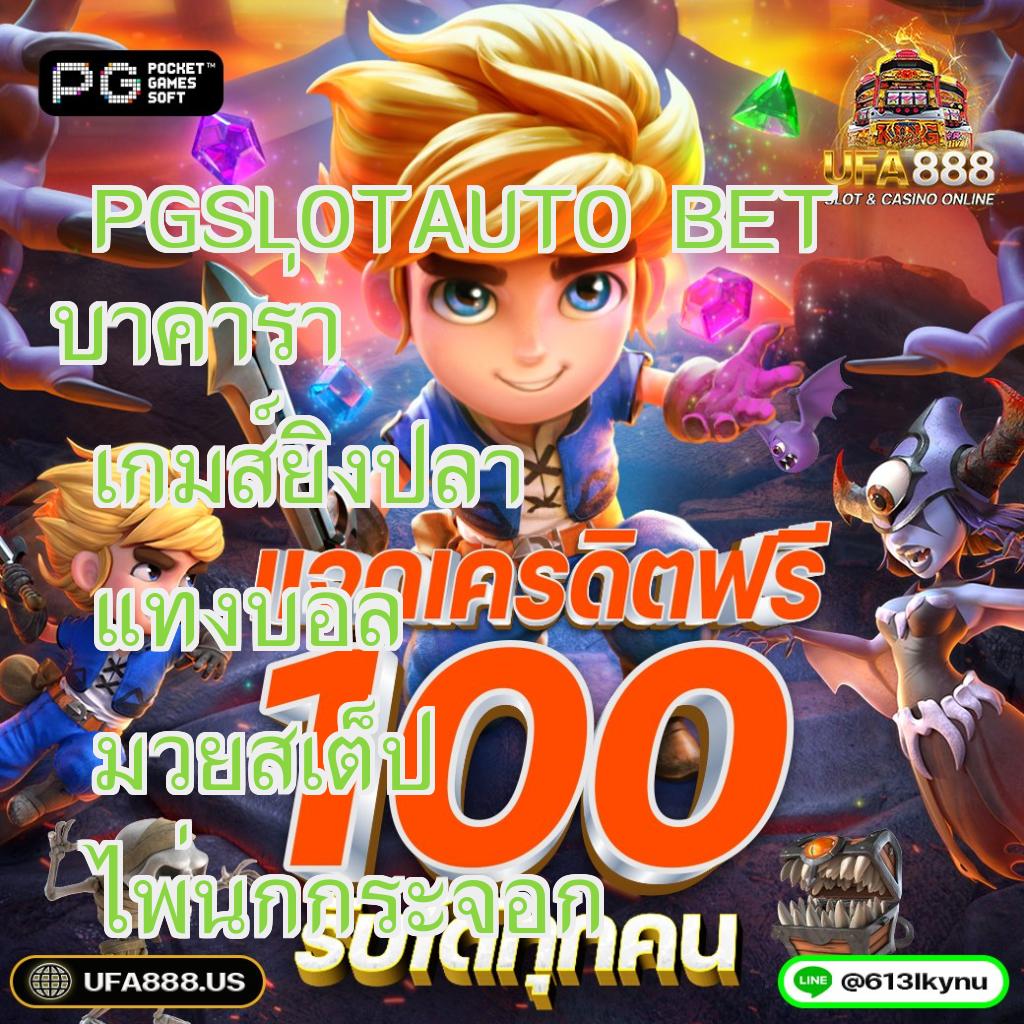 PG POCKET GAMES SOFT™
UFA888
SLOT & CASINO ONLINE
PGSLุOTAUTO BET
บาคารา
เกมส์ยิงปลา
แจกเครดิตฟรี
แทงบอล
100
มวยสเต็ป
ไพ่นกกระจอก
รับได้ทุกคน
UFA888.US
LINE @613lkynu